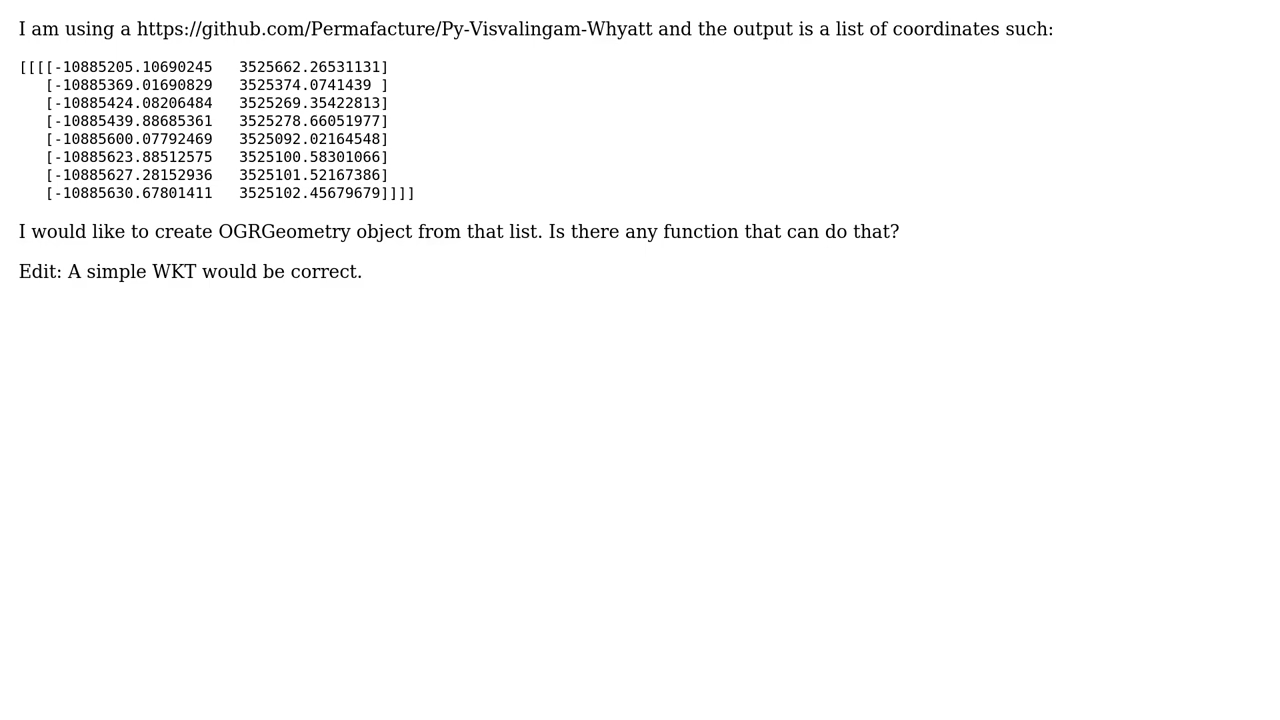 I am using a https://github.com/Permafacture/Py-Visvalingam-Whyatt and the output is a list of coordinates such:
[[[[-10885205.10690245   3525662.26531131]
   [-10885369.01690829   3525374.0741439 ]
   [-10885424.08206484   3525269.35422813]
   [-10885439.88685361   3525278.66051977]
   [-10885600.07792469   3525092.02164548]
   [-10885623.88512575   3525100.58301066]
   [-10885627.28152936   3525101.52167386]
   [-10885630.67801411   3525102.45679679]]]]
I would like to create OGRGeometry object from that list. Is there any function that can do that?
Edit: A simple WKT would be correct.